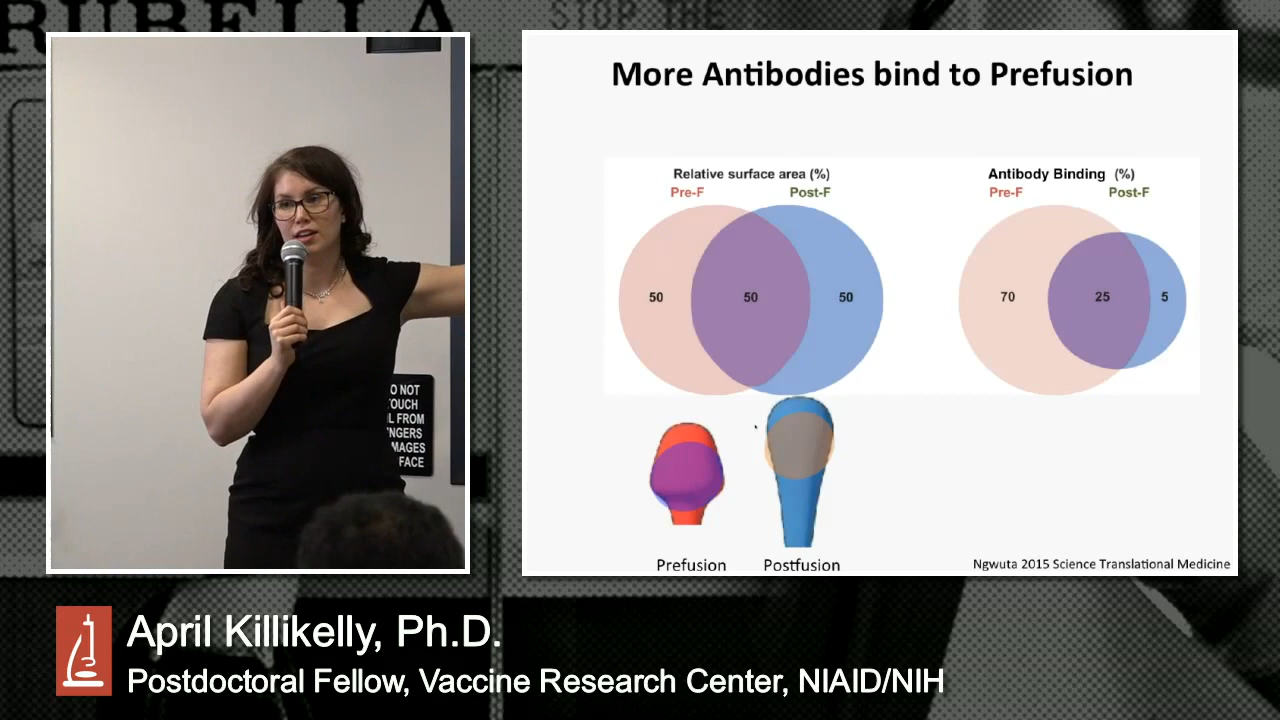 RUBELLA
STOP THE
O NOT
OUCH
L FROM
NGERS
MAGES
FACE
More Antibodies bind to Prefusion
Relative surface area (%)
Pre-F Post-F
50 50 50
Antibody Binding (%)
Pre-F Post-F
70 25 5
Prefusion Postfusion
Ngwuta 2015 Science Translational Medicine
April Killikelly, Ph.D.
Postdoctoral Fellow, Vaccine Research Center, NIAID/NIH